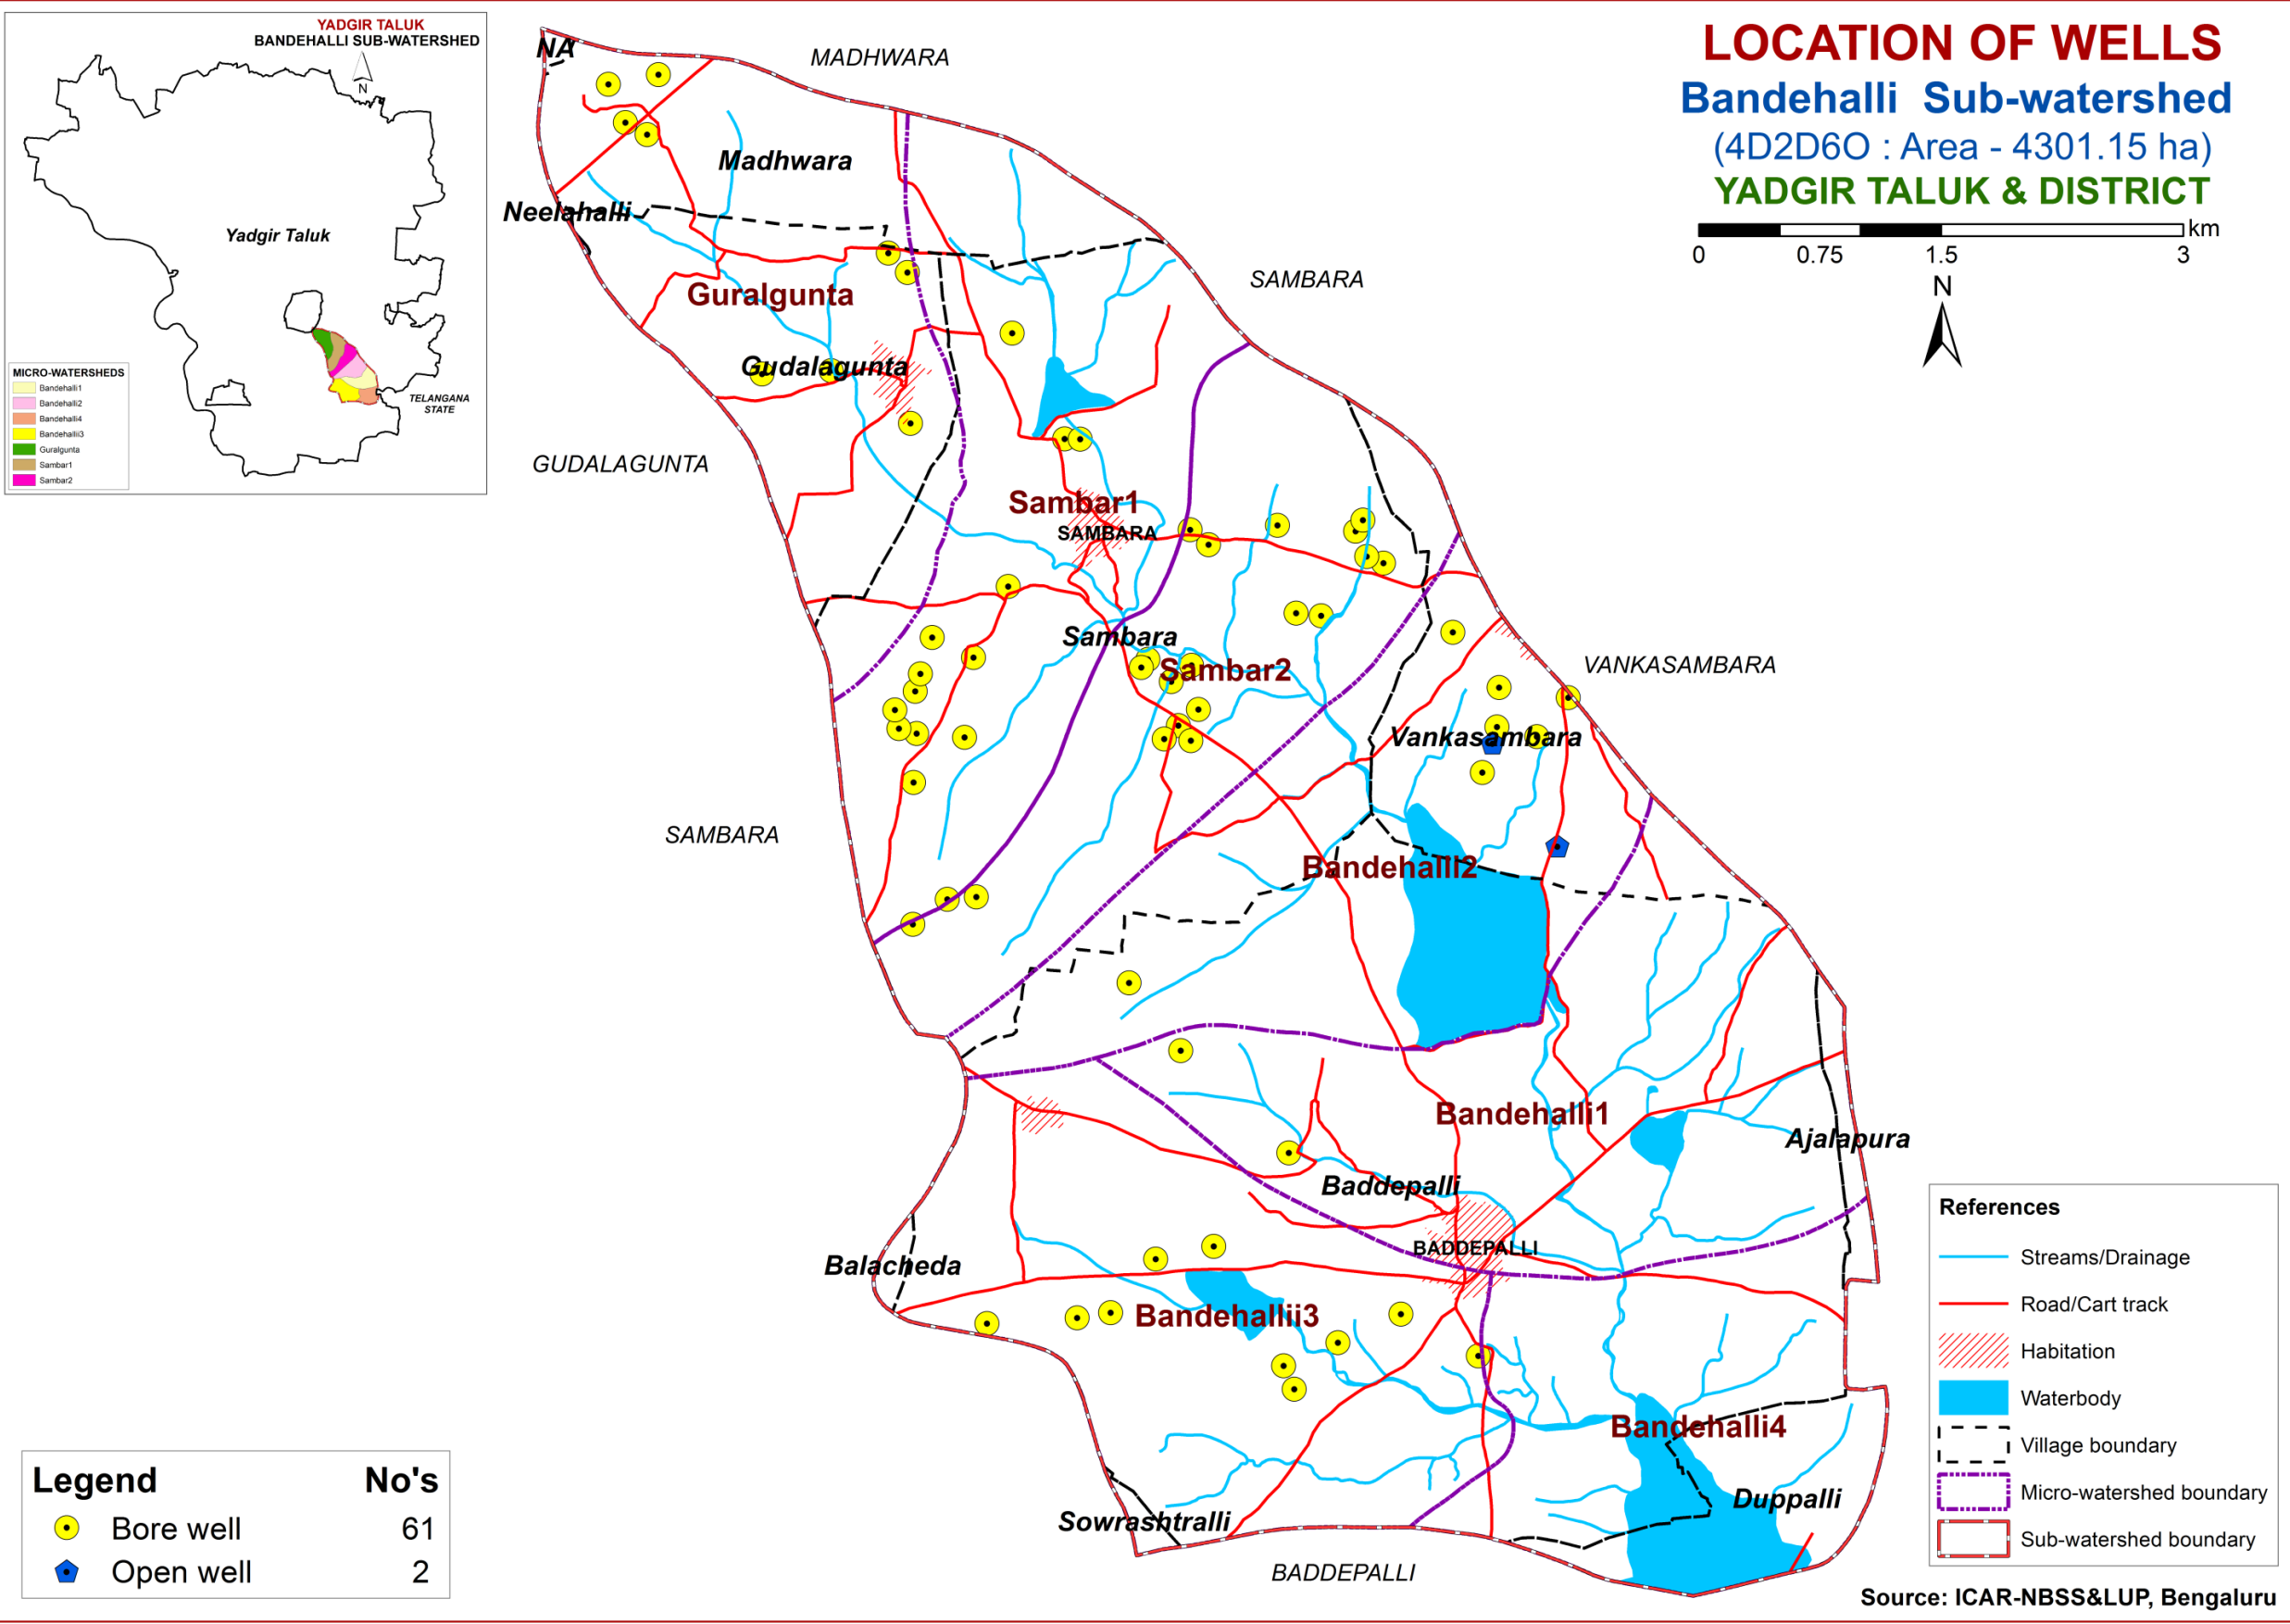 YADGIR TALUK
BANDEHALLI SUB-WATERSHED
N
Yadgir Taluk
TELANGANA
STATE
MICRO-WATERSHEDS
Bandehalli1
Bandehalli2
Bandehalli4
Bandehallii3
Guralgunta
Sambar1
Sambar2
LOCATION OF WELLS
Bandehalli Sub-watershed
(4D2D6O : Area - 4301.15 ha)
YADGIR TALUK & DISTRICT
km
0 0.75 1.5 3
N
NA
MADHWARA
Madhwara
Neelahalli
SAMBARA
Guralgunta
Gudalagunta
GUDALAGUNTA
Sambar1
SAMBARA
Sambara
Sambar2
VANKASAMBARA
Vankasambara
SAMBARA
Bandehalli2
Bandehalli1
Ajalapura
Baddepalli
BADDEPALLI
Balacheda
Bandehallii3
Bandehalli4
Duppalli
Sowrashtralli
BADDEPALLI
Legend No's
Bore well 61
Open well 2
References
Streams/Drainage
Road/Cart track
Habitation
Waterbody
Village boundary
Micro-watershed boundary
Sub-watershed boundary
Source: ICAR-NBSS&LUP, Bengaluru